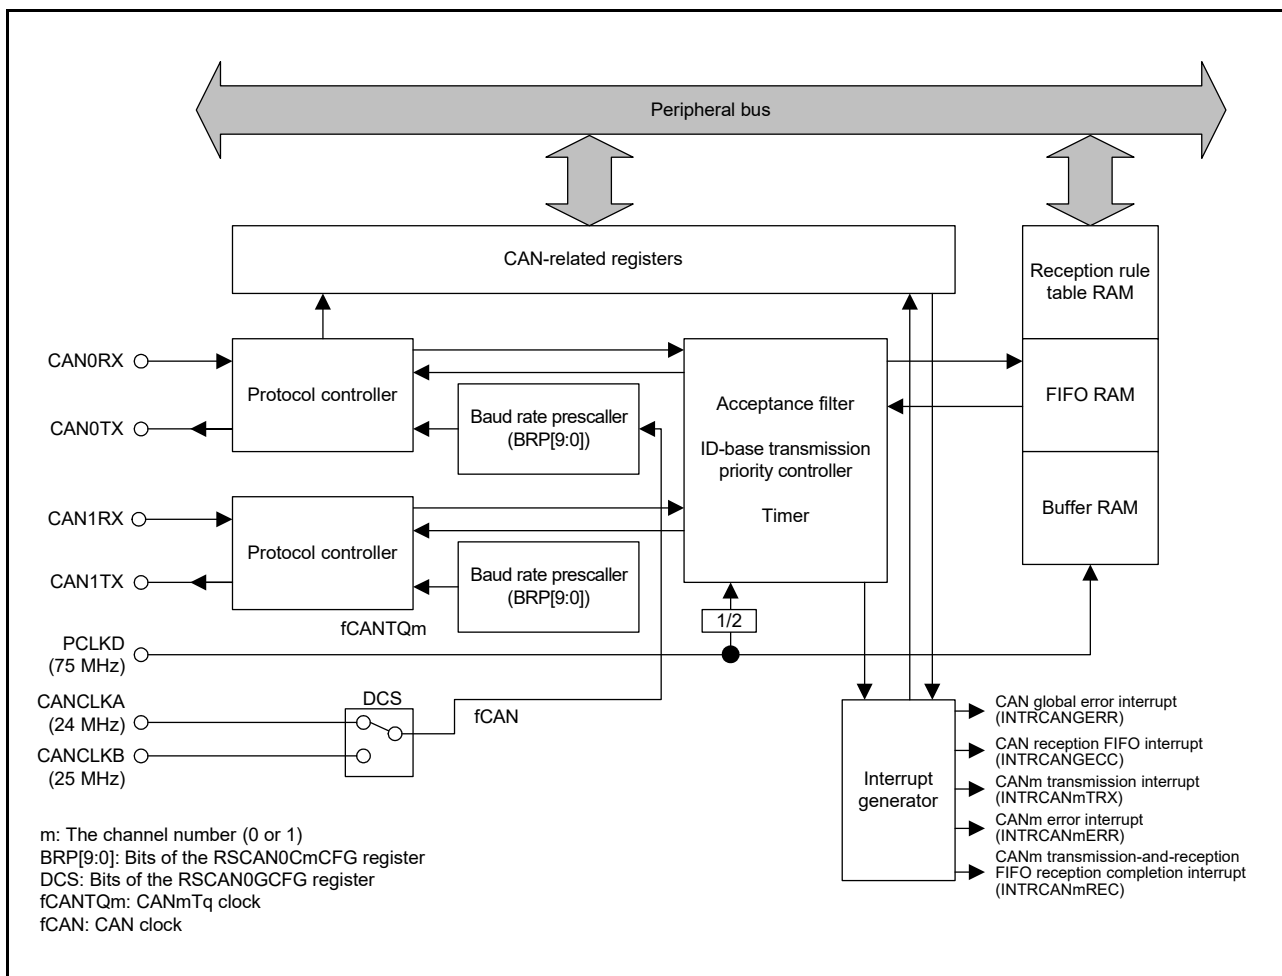 Peripheral bus
CAN-related registers
Reception rule
table RAM
FIFO RAM
Buffer RAM
CAN0RX
CAN0TX
Protocol controller
Baud rate prescaller
(BRP[9:0])
Acceptance filter
ID-base transmission
priority controller
Timer
CAN1RX
CAN1TX
Protocol controller
Baud rate prescaller
(BRP[9:0])
fCANTQm
1/2
PCLKD
(75 MHz)
CANCLKA
(24 MHz)
CANCLKB
(25 MHz)
DCS
fCAN
Interrupt
generator
CAN global error interrupt
(INTRCANGERR)
CAN reception FIFO interrupt
(INTRCANGECC)
CANm transmission interrupt
(INTRCANmTRX)
CANm error interrupt
(INTRCANmERR)
CANm transmission-and-reception
FIFO reception completion interrupt
(INTRCANmREC)
m: The channel number (0 or 1)
BRP[9:0]: Bits of the RSCAN0CmCFG register
DCS: Bits of the RSCAN0GCFG register
fCANTQm: CANmTq clock
fCAN: CAN clock